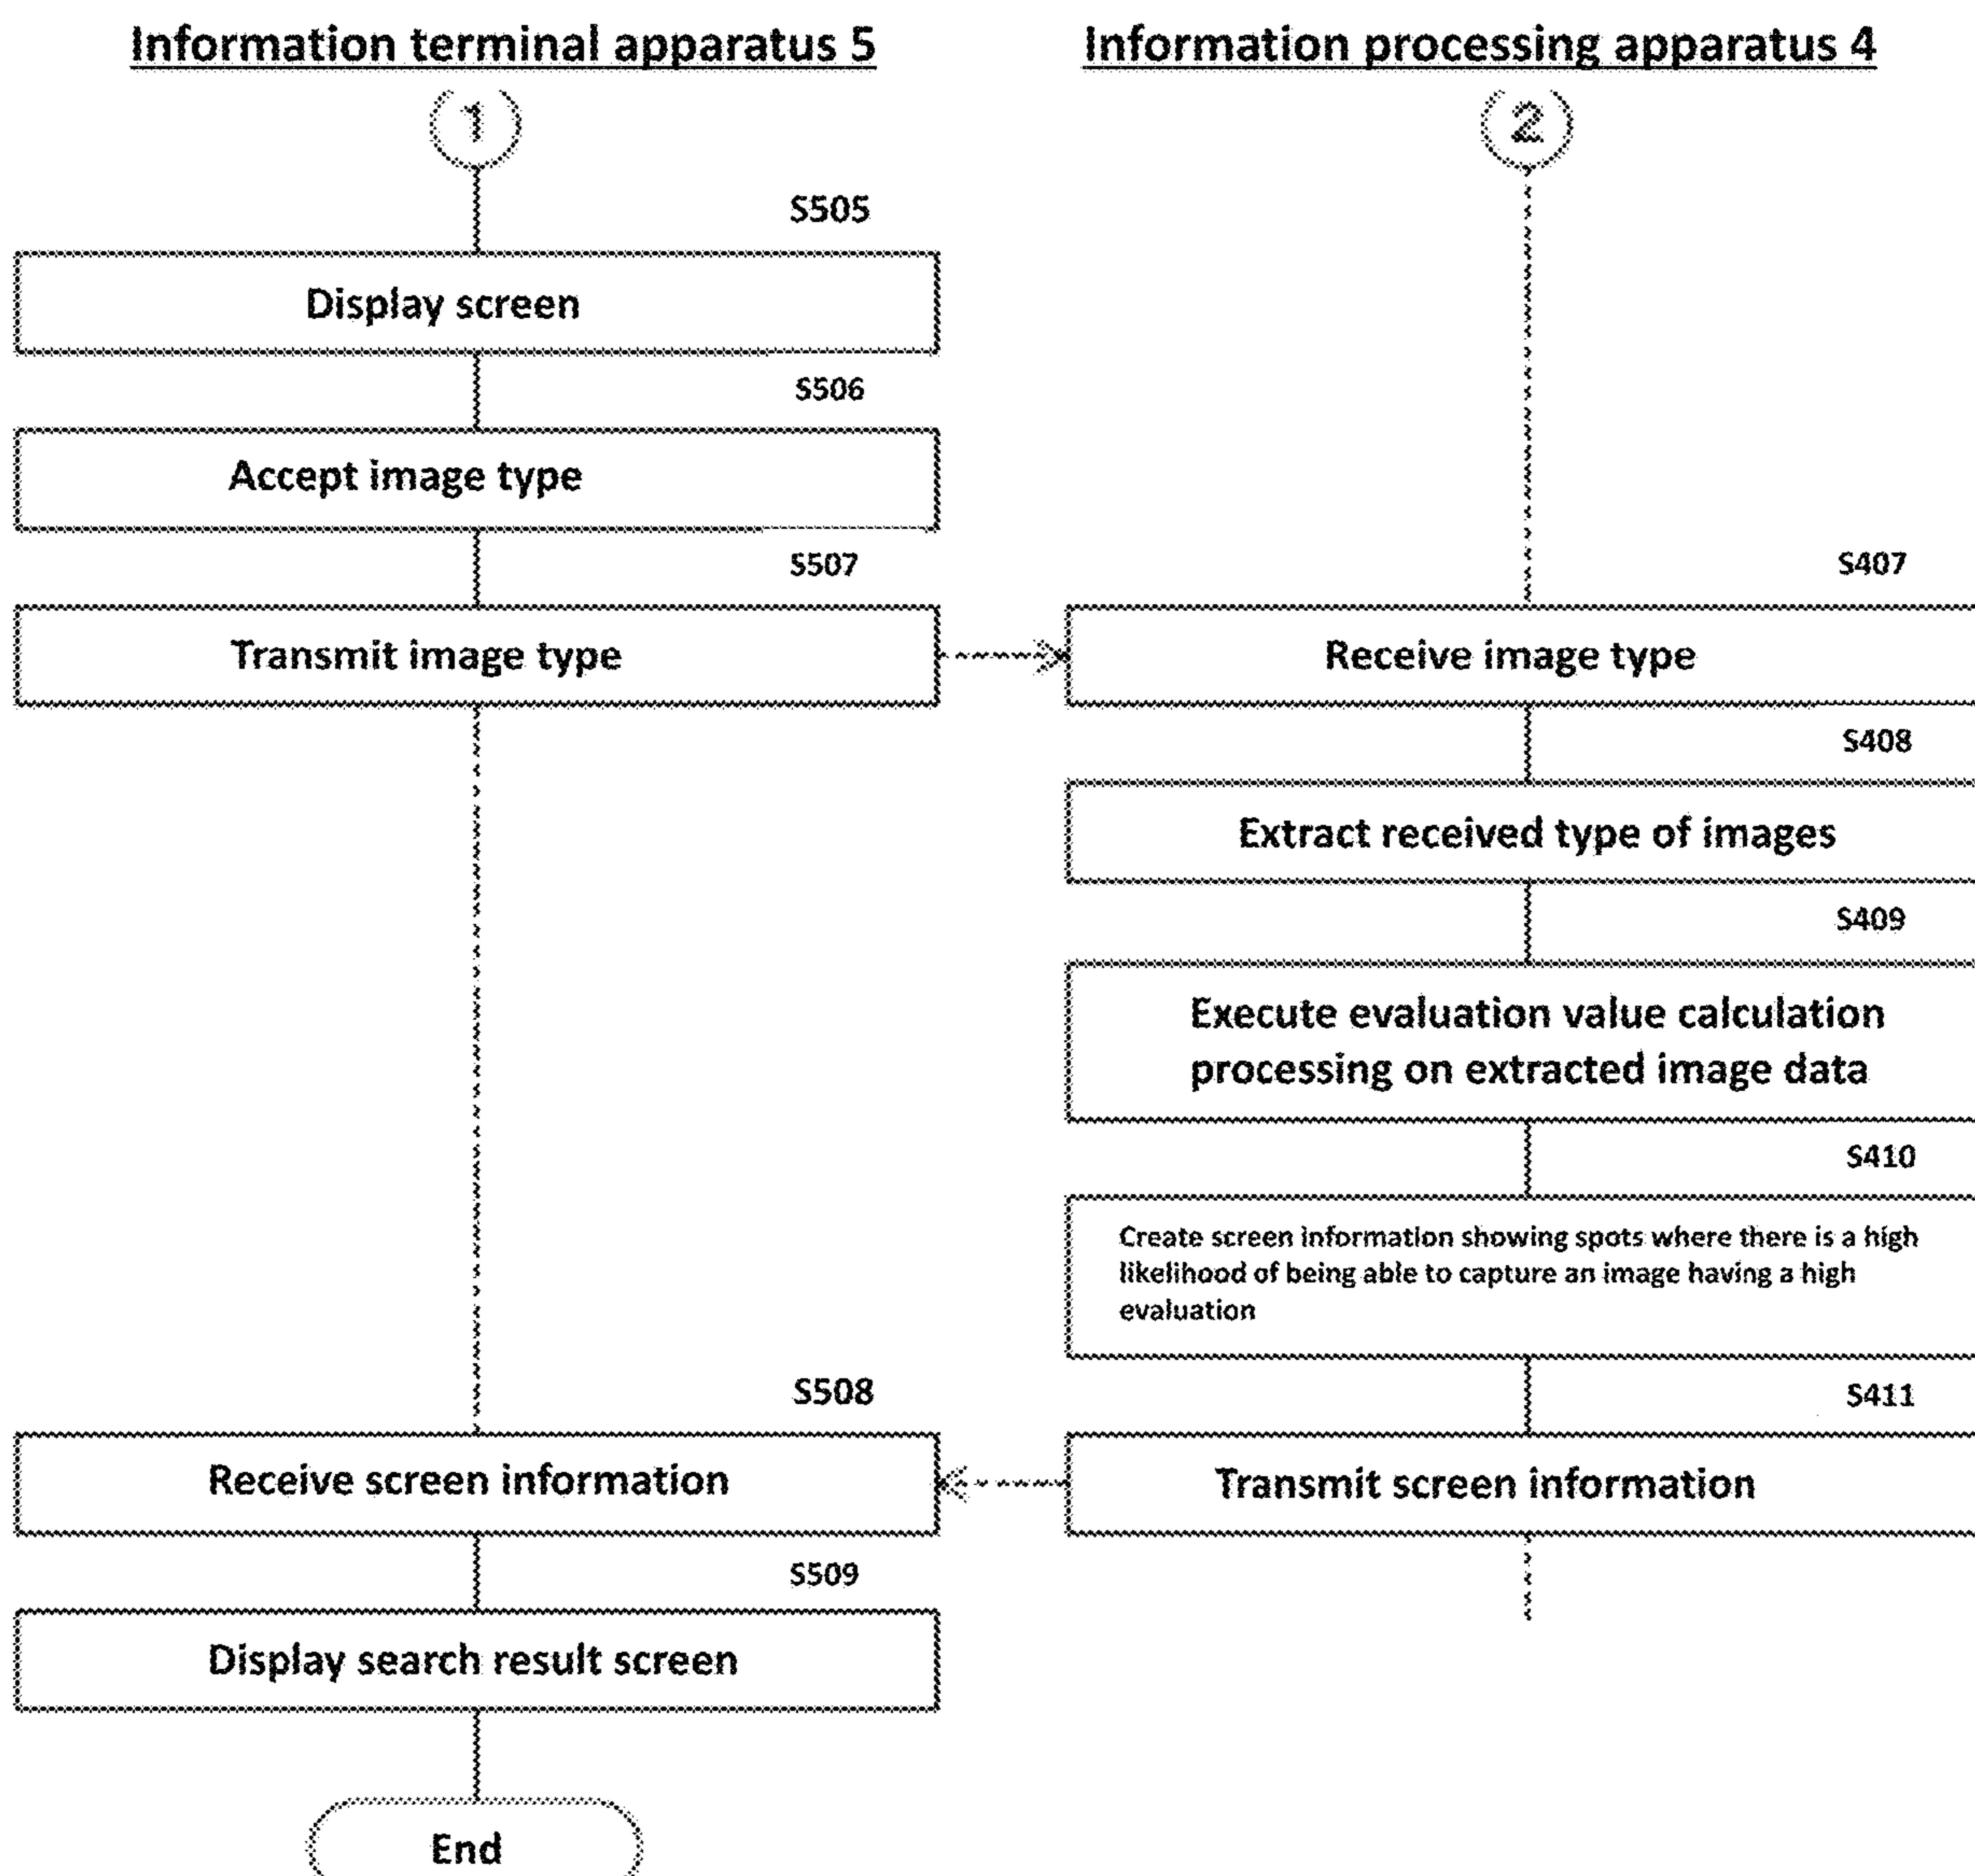 Information terminal apparatus 5
Information processing apparatus 4
1
2
S505
Display screen
S506
Accept image type
S507
Transmit image type
S407
Receive image type
S408
Extract received type of images
S409
Execute evaluation value calculation
processing on extracted image data
S410
Create screen information showing spots where there is a high
likelihood of being able to capture an image having a high
evaluation
S411
Transmit screen information
S508
Receive screen information
S509
Display search result screen
End